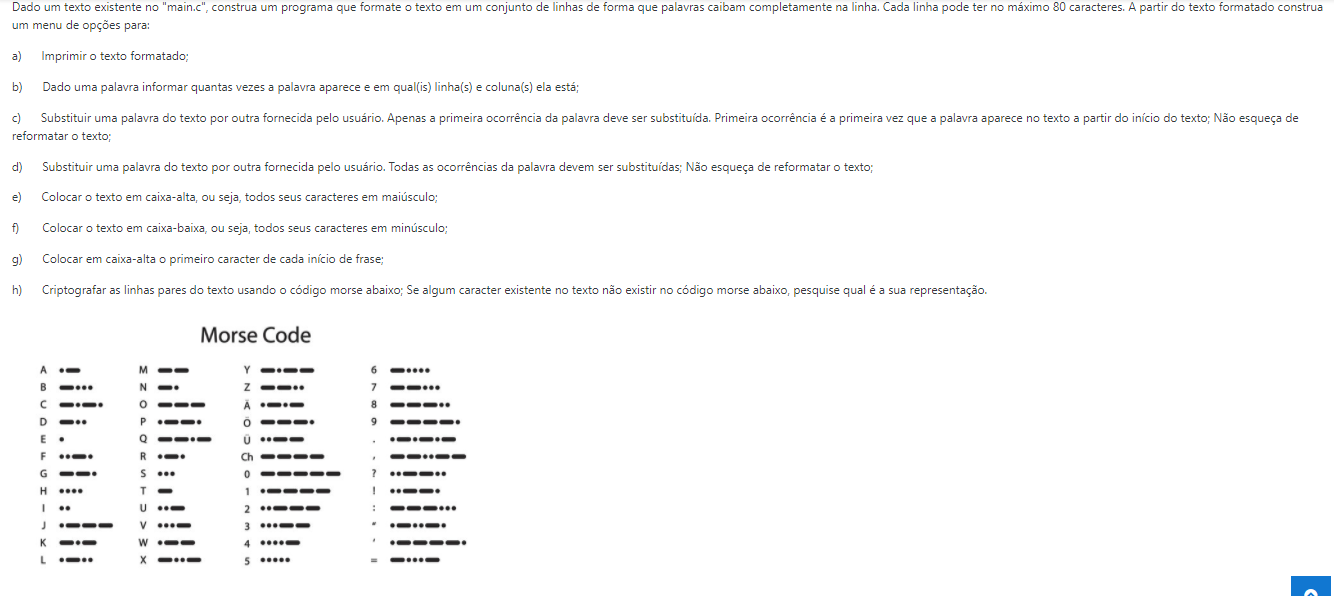 Dado um texto existente no "main.c", construa um programa que formate o texto em um conjunto de linhas de forma que palavras caibam completamente na linha. Cada linha pode ter no máximo 80 caracteres. A partir do texto formatado construa
um menu de opções para:
a) Imprimir o texto formatado;
b) Dado uma palavra informar quantas vezes a palavra aparece e em qual(is) linha(s) e coluna(s) ela está;
c) Substituir uma palavra do texto por outra fornecida pelo usuário. Apenas a primeira ocorrência da palavra deve ser substituída. Primeira ocorrência é a primeira vez que a palavra aparece no texto a partir do início do texto; Não esqueça de
reformatar o texto;
d) Substituir uma palavra do texto por outra fornecida pelo usuário. Todas as ocorrências da palavra devem ser substituídas; Não esqueça de reformatar o texto;
e) Colocar o texto em caixa-alta, ou seja, todos seus caracteres em maiúsculo;
f) Colocar o texto em caixa-baixa, ou seja, todos seus caracteres em minúsculo;
g) Colocar em caixa-alta o primeiro caracter de cada início de frase;
h) Criptografar as linhas pares do texto usando o código morse abaixo; Se algum caracter existente no texto não existir no código morse abaixo, pesquise qual é a sua representação.
Morse Code
A •– M –– Y –•–– 6 –••••
B –••• N –• Z ––•• 7 ––•••
C –•–• O ––– Ä •–•– 8 –––••
D –•• P •––• Ö –––• 9 ––––•
E • Q ––•– Ü ••–– . •–•–•–
F ••–• R •–• Ch –––– , ––••––
G ––• S ••• 0 ––––– ? ••––••
H •••• T – 1 •–––– ! ••––•
I •• U ••– 2 ••––– : –––•••
J •––– V •••– 3 •••–– " •–••–•
K –•– W •–– 4 ••••– ' •––––•
L •–•• X –••– 5 ••••• = –•••–